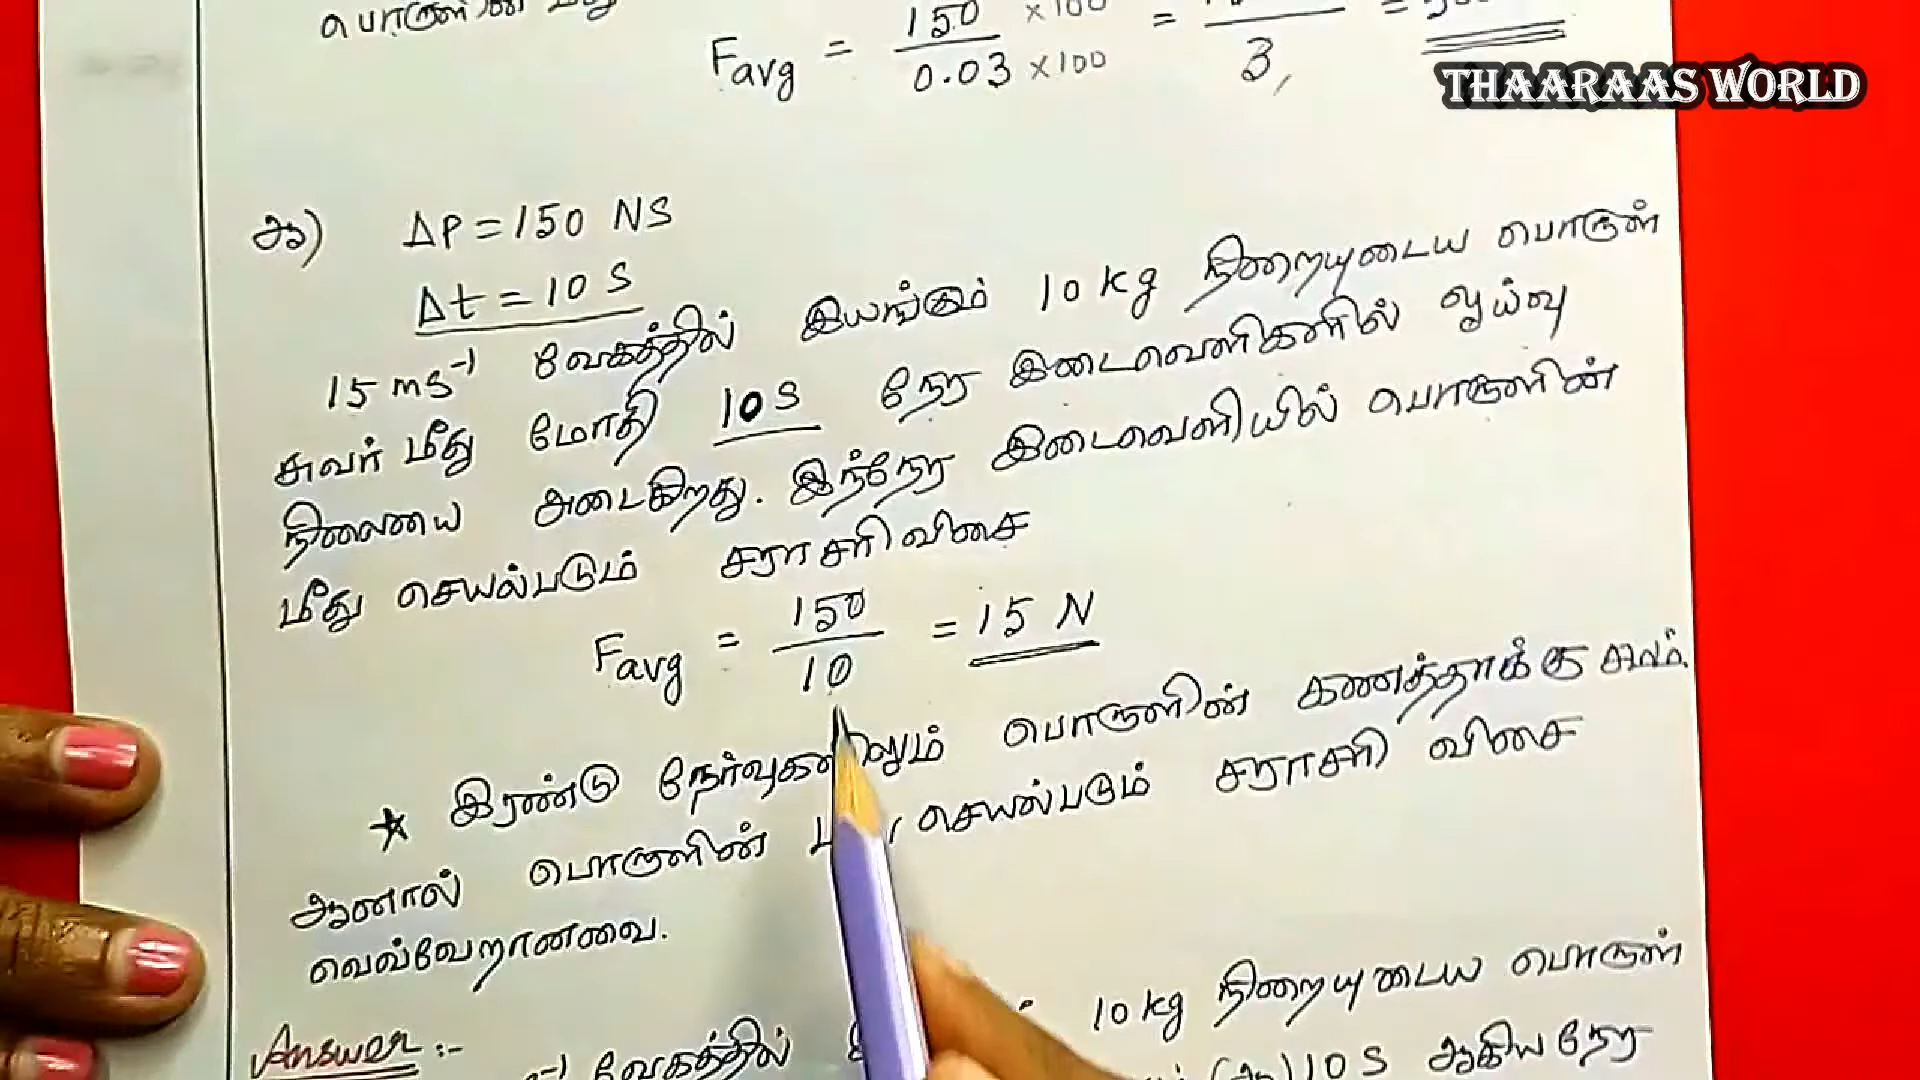 பொருளின் மீது
Favg = 150 ×100 / 0.03 ×100 = / 3, =
THAARAAS WORLD
ஆ) Δp = 150 NS
Δt = 10 S
15 ms⁻¹ வேகத்தில் இயங்கும் 10 kg நிறையுடைய பொருள்
சுவர் மீது மோதி 10 S நேர இடைவெளிகளில் ஓய்வு
நிலையை அடைகிறது. இந்நேர இடைவெளியில் பொருளின்
மீது செயல்படும் சராசரி விசை
Favg = 150 / 10 = 15 N
☆ இரண்டு நேர்வுகளிலும் பொருளின் கணத்தாக்கு சமம்.
ஆனால் பொருளின் செயல்படும் சராசரி விசை
வெவ்வேறானவை.
Answer :-
வேகத்தில் 10 kg நிறையுடைய பொருள்
(ஆ) 10 S ஆகிய நேர